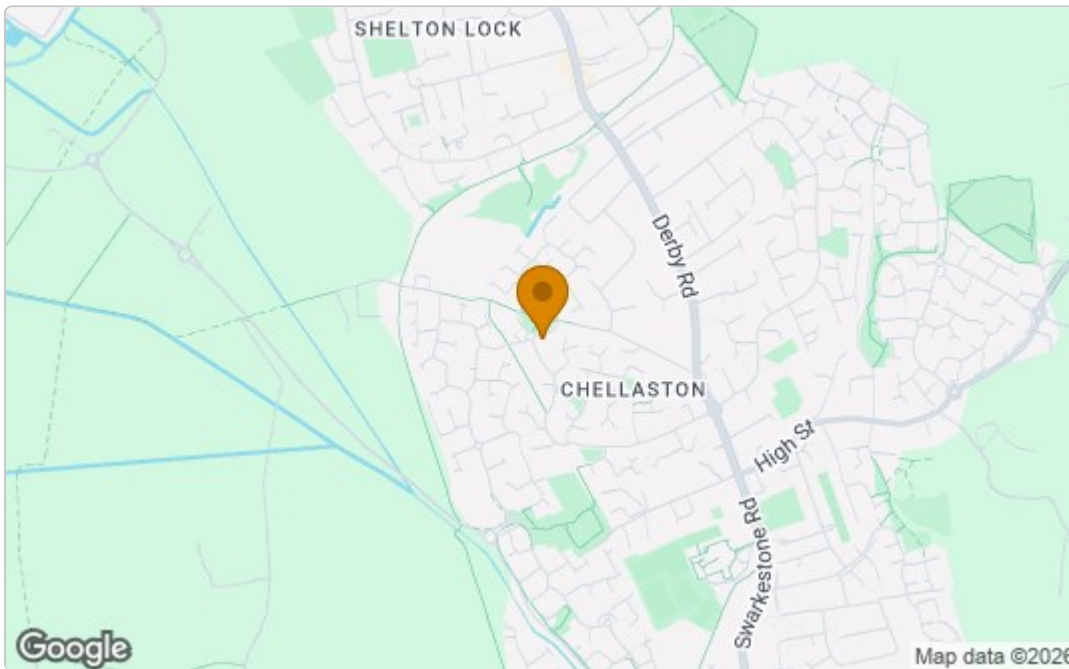 SHELTON LOCK
Derby Rd
CHELLASTON
High St
Swarkestone Rd
Google
Map data ©2026